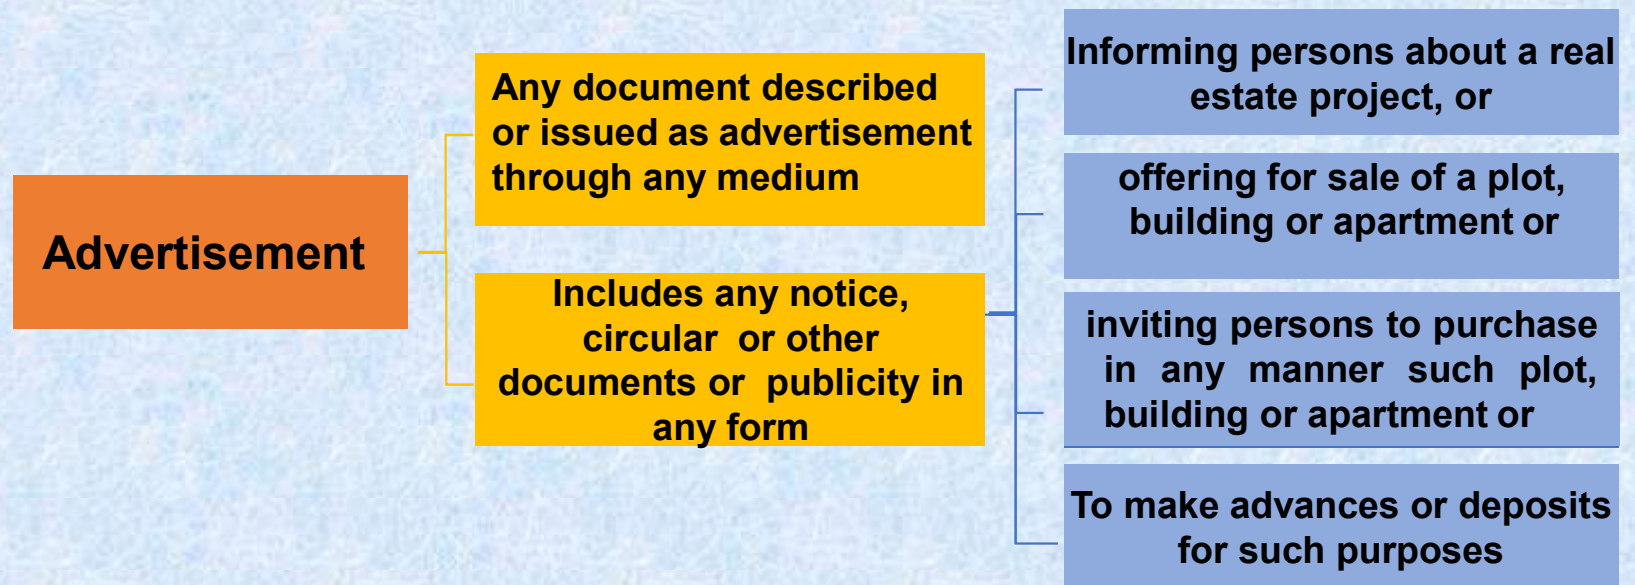 Advertisement
Any document described
or issued as advertisement
through any medium
Includes any notice,
circular or other
documents or publicity in
any form
Informing persons about a real
estate project, or
offering for sale of a plot,
building or apartment or
inviting persons to purchase
in any manner such plot,
building or apartment or
To make advances or deposits
for such purposes